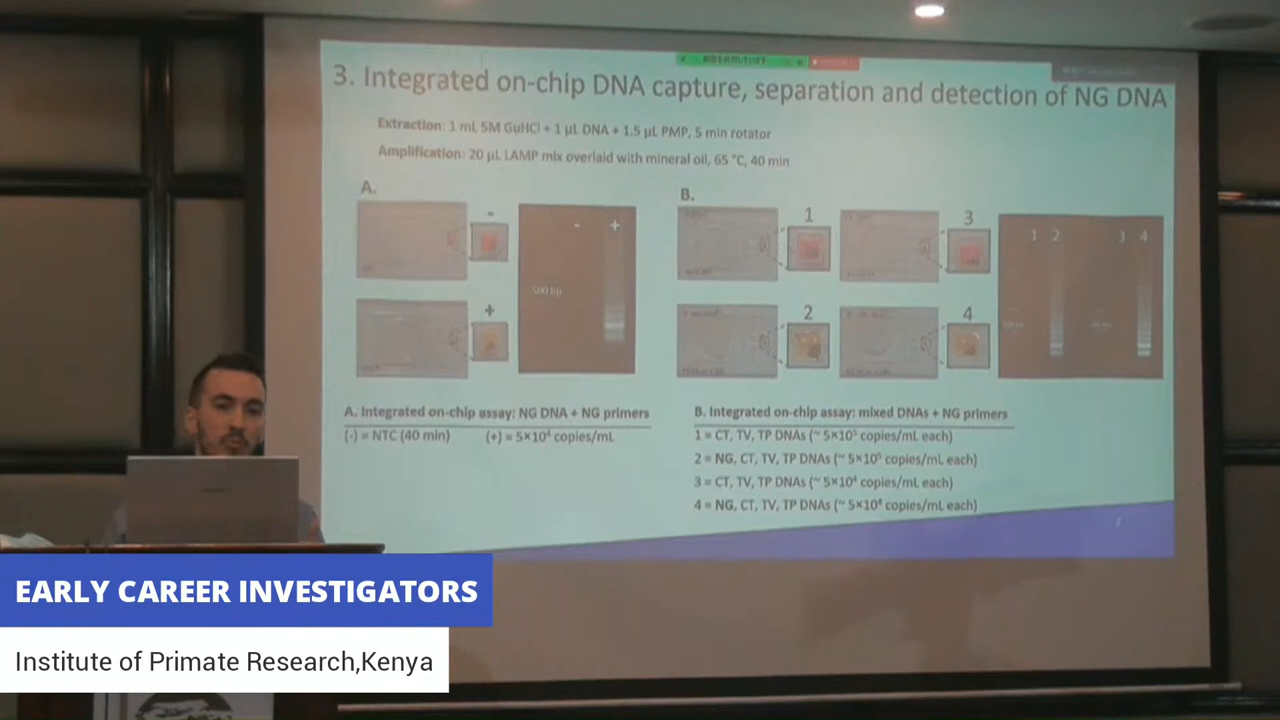 3. Integrated on-chip DNA capture, separation and detection of NG DNA
Extraction: 1 mL 5M GuHCl + 1 µL DNA + 1.5 µL PMP, 5 min rotator
Amplification: 20 µL LAMP mix overlaid with mineral oil, 65 °C, 40 min
A.
B.
-
+
- +
500 bp
1
2
3
4
1 2 3 4
A. Integrated on-chip assay: NG DNA + NG primers
(-) = NTC (40 min) (+) = 5×10⁴ copies/mL
B. Integrated on-chip assay: mixed DNAs + NG primers
1 = CT, TV, TP DNAs (~ 5×10⁵ copies/mL each)
2 = NG, CT, TV, TP DNAs (~ 5×10⁵ copies/mL each)
3 = CT, TV, TP DNAs (~ 5×10⁴ copies/mL each)
4 = NG, CT, TV, TP DNAs (~ 5×10⁴ copies/mL each)
7
EARLY CAREER INVESTIGATORS
Institute of Primate Research,Kenya